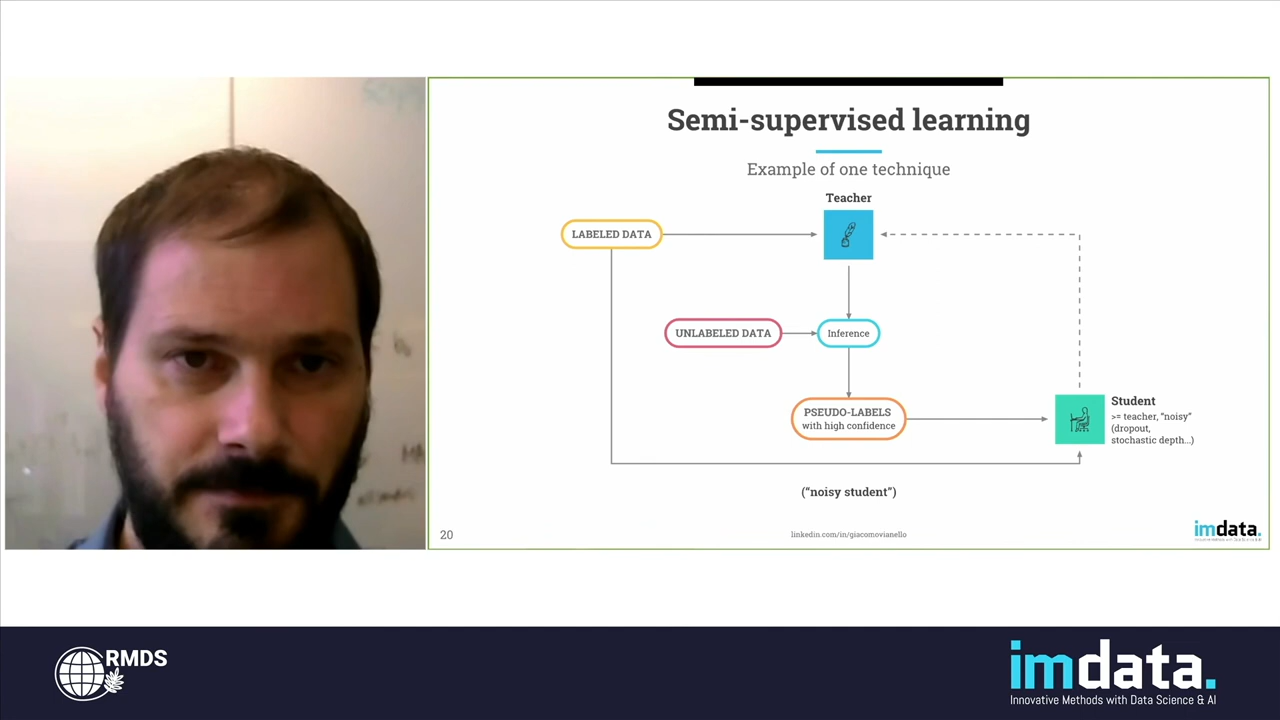 Semi-supervised learning
Example of one technique
Teacher
LABELED DATA
UNLABELED DATA
Inference
PSEUDO-LABELS
with high confidence
Student
>= teacher, "noisy"
(dropout,
stochastic depth...)
("noisy student")
20
linkedin.com/in/giacomovianello
imdata.
RMDS
imdata.
Innovative Methods with Data Science & AI